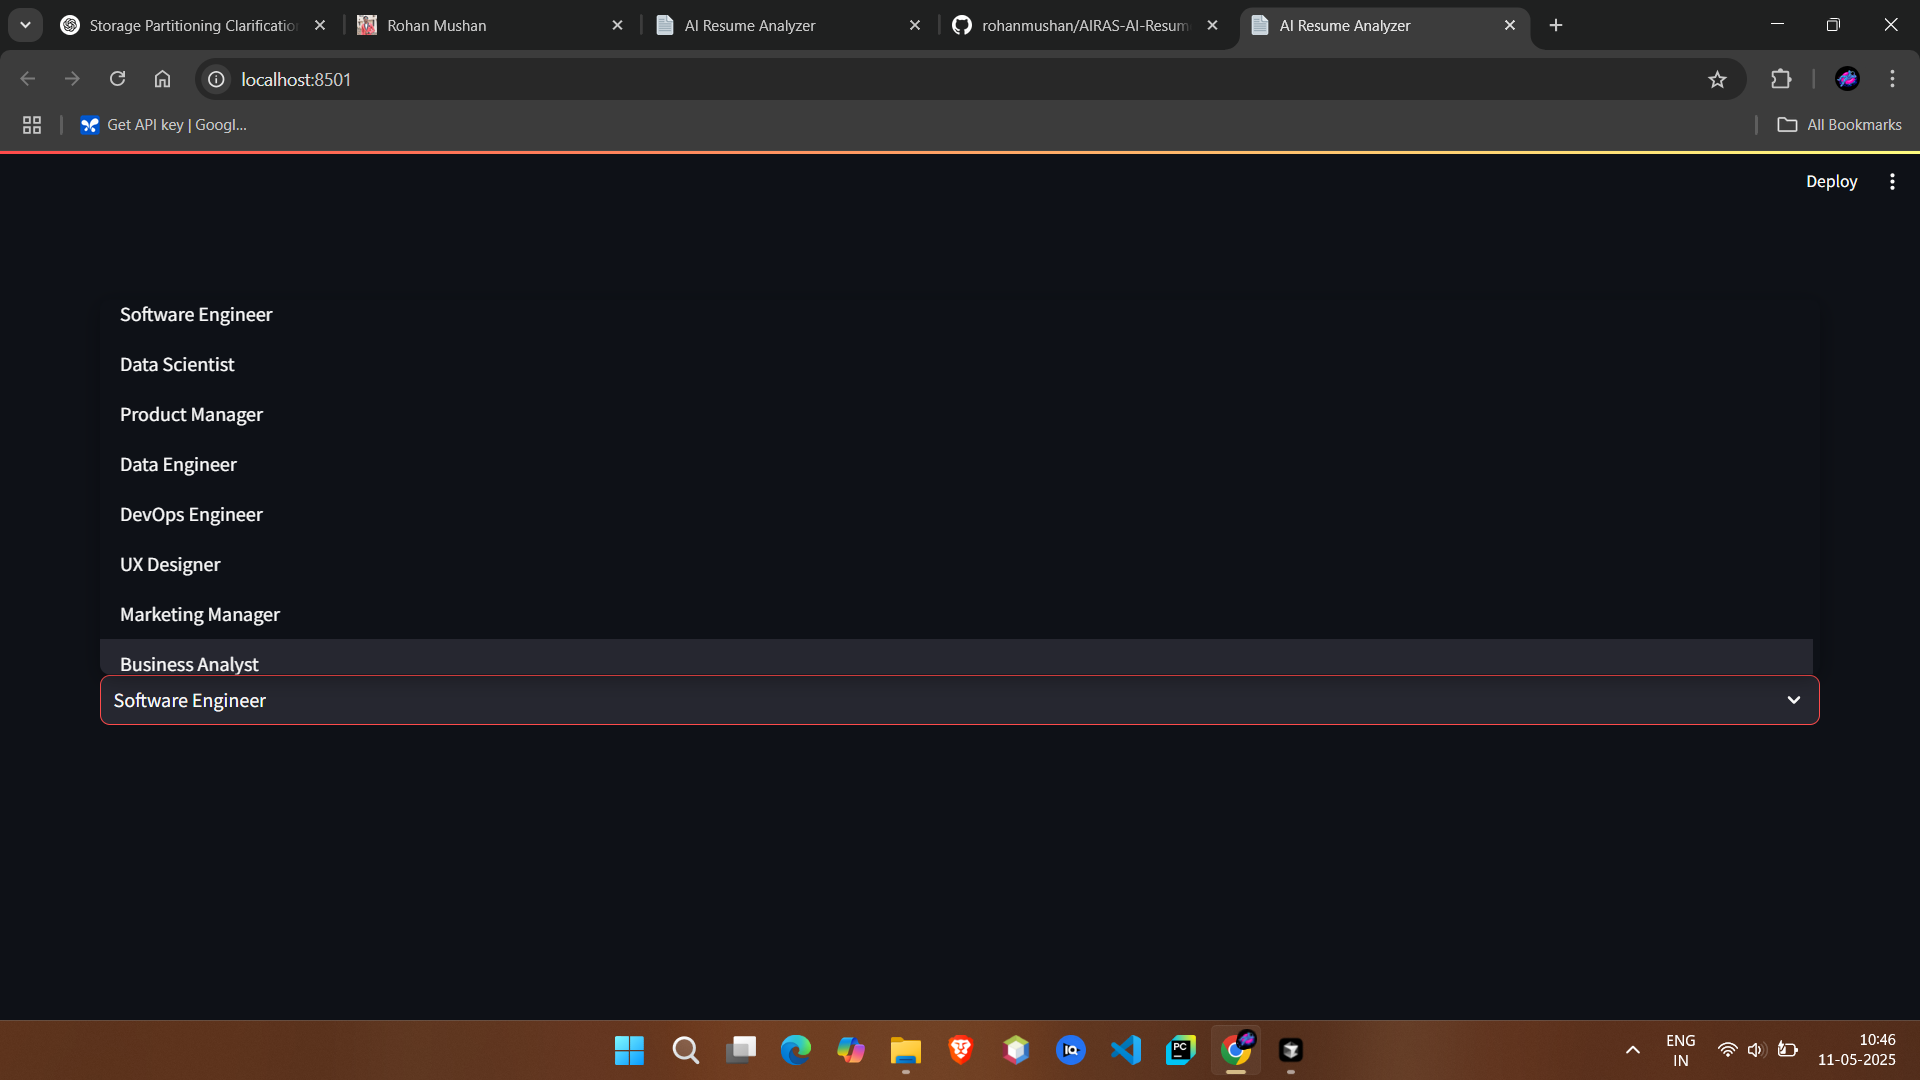 Storage Partitioning Clarificatio
Rohan Mushan
AI Resume Analyzer
rohanmushan/AIRAS-AI-Resum
AI Resume Analyzer
localhost:8501
Get API key | Googl...
All Bookmarks
Deploy
Software Engineer
Data Scientist
Product Manager
Data Engineer
DevOps Engineer
UX Designer
Marketing Manager
Business Analyst
Software Engineer
IQ
PC
ENG
IN
10:46
11-05-2025